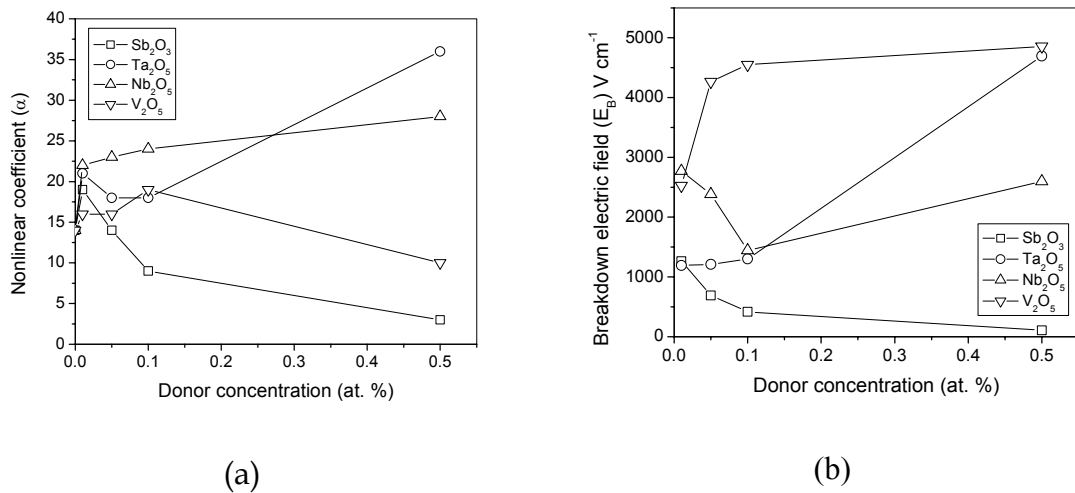 40
35
30
25
20
15
10
5
0
Nonlinear coefficient (α)
Sb₂O₃
Ta₂O₅
Nb₂O₅
V₂O₅
0.0 0.1 0.2 0.3 0.4 0.5
Donor concentration (at. %)
(a)
5000
4000
3000
2000
1000
0
Breakdown electric field (E_B) V cm⁻¹
Sb₂O₃
Ta₂O₅
Nb₂O₅
V₂O₅
0.0 0.1 0.2 0.3 0.4 0.5
Donor concentration (at. %)
(b)